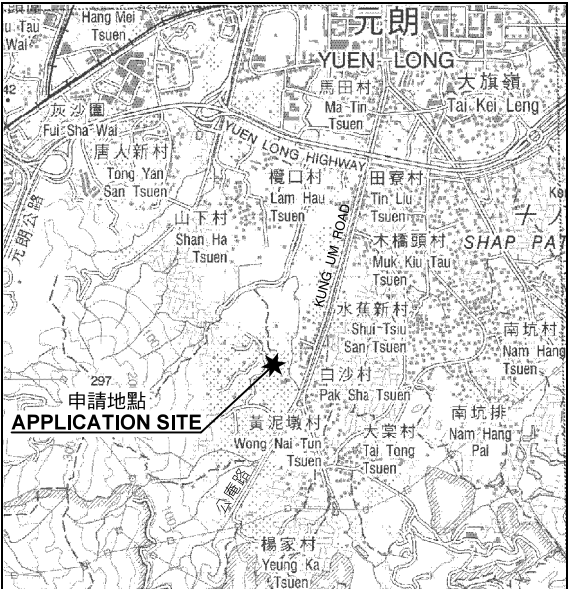 Hang Mei
Tsuen
u Tau
Wai
元朗
YUEN LONG
馬田村
Ma Tin
Tsuen
大旗嶺
Tai Kei Leng
42
灰沙圍
Fui Sha Wai
唐人新村
Tong Yan
San Tsuen
YUEN LONG HIGHWAY
欖口村
Lam Hau
Tsuen
田寮村
Tin Liu
Tsuen
元朗公路
山下村
Shan Ha
Tsuen
KUNG UM ROAD
木橋頭村
Muk Kiu Tau
Tsuen
十八
SHAP PAT
水蕉新村
Shui Tsiu
San Tsuen
南坑村
Nam Hang
Tsuen
297
申請地點
APPLICATION SITE
白沙村
Pak Sha Tsuen
黃泥墩村
Wong Nai Tun
Tsuen
大棠村
Tai Tong
Tsuen
南坑排
Nam Hang
Pai
公庵路
楊家村
Yeung Ka
Tsuen